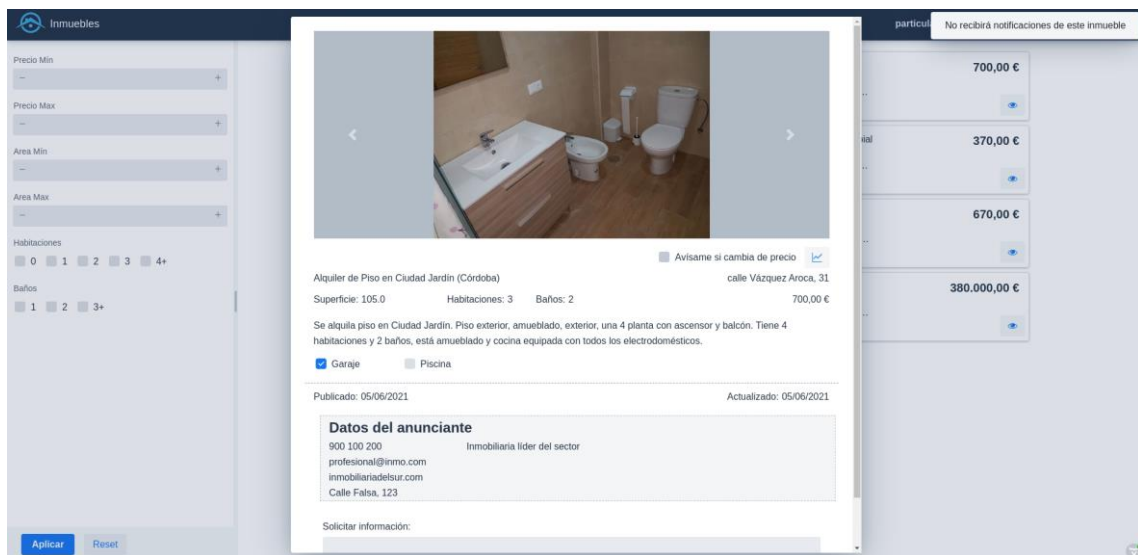 Inmuebles
particul
No recibirá notificaciones de este inmueble
Precio Min
Precio Max
Area Mín
Area Max
Habitaciones
0 1 2 3 4+
Baños
1 2 3+
Aplicar Reset
Avísame si cambia de precio
Alquiler de Piso en Ciudad Jardín (Córdoba) calle Vázquez Aroca, 31
Superficie: 105.0 Habitaciones: 3 Baños: 2 700,00 €
Se alquila piso en Ciudad Jardín. Piso exterior, amueblado, exterior, una 4 planta con ascensor y balcón. Tiene 4
habitaciones y 2 baños, está amueblado y cocina equipada con todos los electrodomésticos.
Garaje Piscina
Publicado: 05/06/2021 Actualizado: 05/06/2021
Datos del anunciante
900 100 200 Inmobiliaria líder del sector
profesional@inmo.com
inmobiliariadelsur.com
Calle Falsa, 123
Solicitar información:
700,00 €
..
ial 370,00 €
..
670,00 €
..
380.000,00 €
..